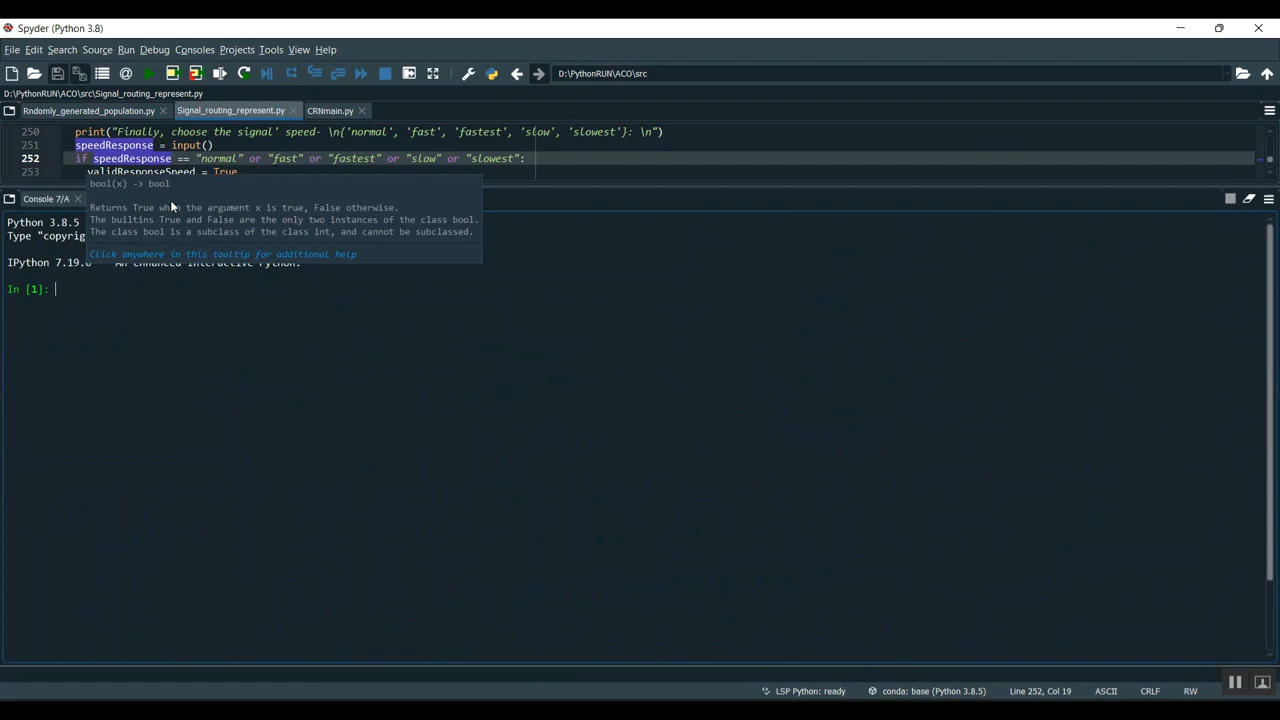 Spyder (Python 3.8)
File Edit Search Source Run Debug Consoles Projects Tools View Help
D:\PythonRUN\ACO\src
D:\PythonRUN\ACO\src\Signal_routing_represent.py
Rndomly_generated_population.py Signal_routing_represent.py CRNmain.py
250 print("Finally, choose the signal' speed- \n{'normal', 'fast', 'fastest', 'slow', 'slowest'}: \n")
251 speedResponse = input()
252 if speedResponse == "normal" or "fast" or "fastest" or "slow" or "slowest":
253 validResponseSpeed = True
bool(x) -> bool
Console 7/A
Returns True when the argument x is true, False otherwise.
The builtins True and False are the only two instances of the class bool.
The class bool is a subclass of the class int, and cannot be subclassed.
Click anywhere in this tooltip for additional help
Python 3.8.5
Type "copyrig
IPython 7.19.0 An enhanced Interactive Python.
In [1]:
LSP Python: ready conda: base (Python 3.8.5) Line 252, Col 19 ASCII CRLF RW